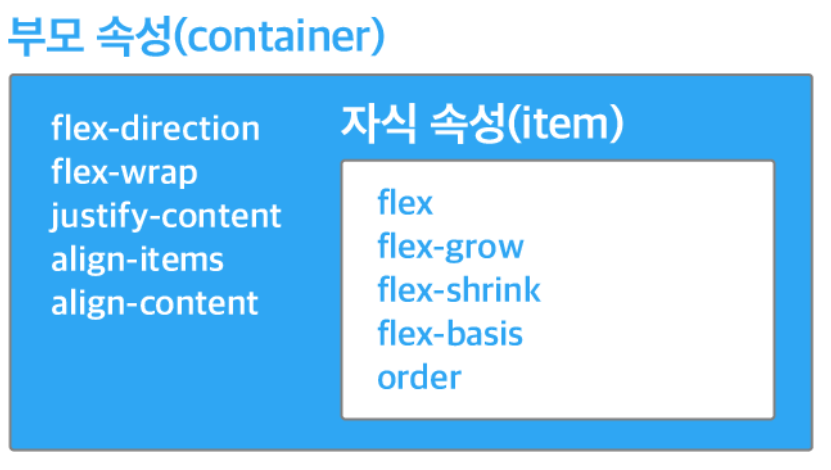 부모 속성(container)
flex-direction
flex-wrap
justify-content
align-items
align-content
자식 속성(item)
flex
flex-grow
flex-shrink
flex-basis
order